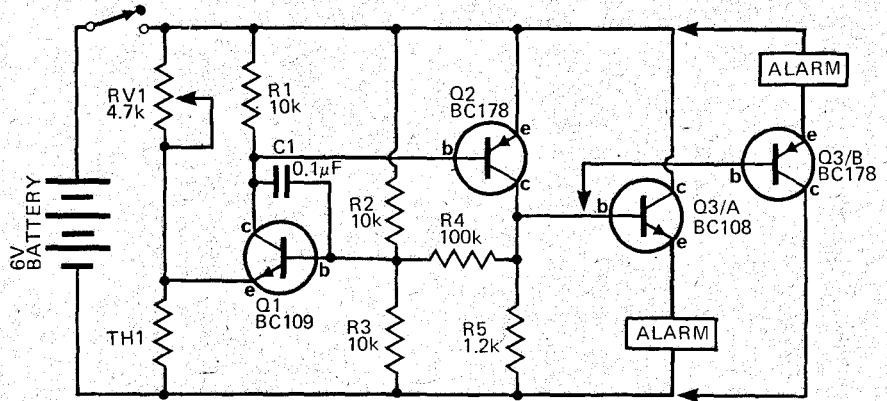 RV1
4.7k
R1
10k
C1
0.1µF
Q2
BC178
e
b
c
ALARM
e
b
c
Q3/B
BC178
6V
BATTERY
R2
10k
R4
100k
b
c
e
Q3/A
BC108
c
b
e
Q1
BC109
TH1
R3
10k
R5
1.2k
ALARM